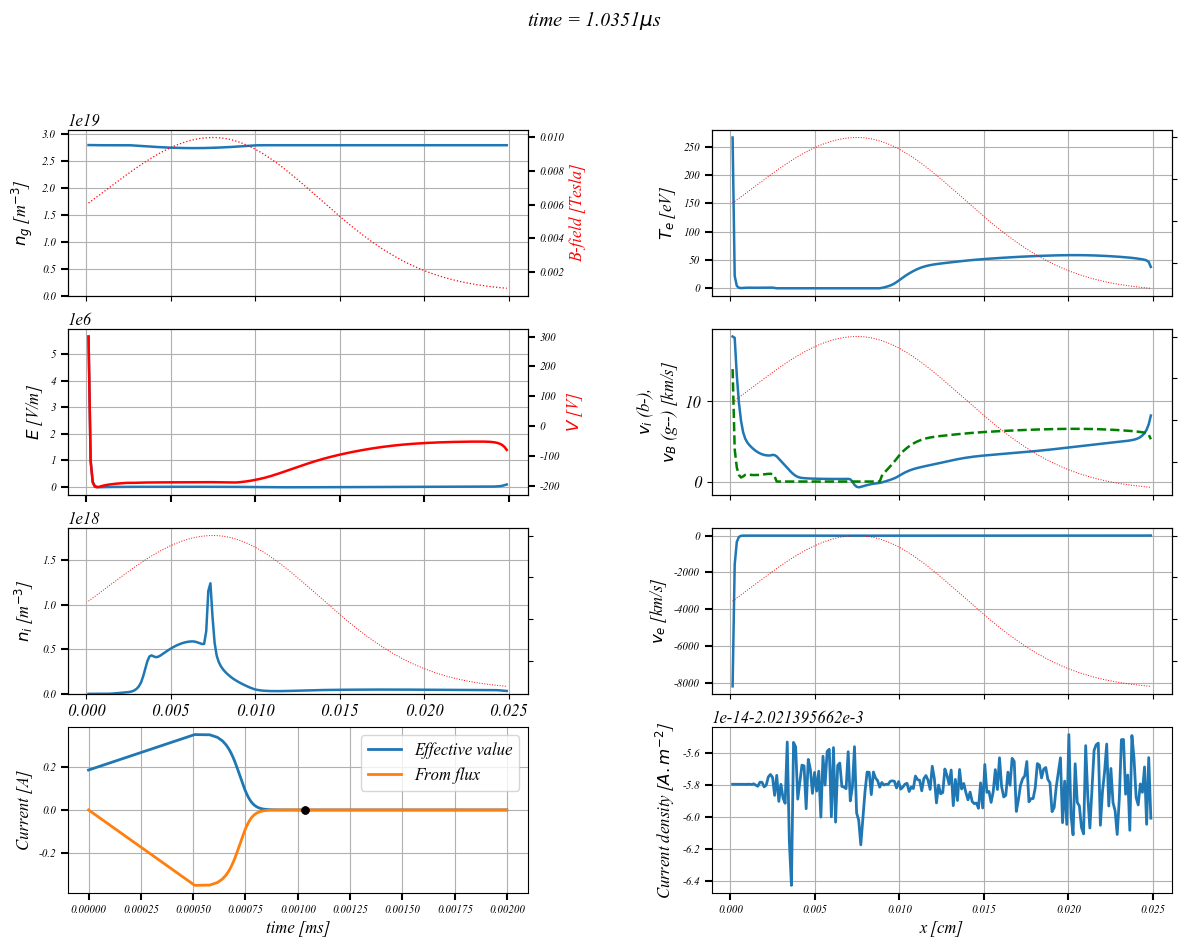 time = 1.0351μs
1e19
3.0
2.5
2.0
1.5
1.0
0.5
0.0
n_g [m⁻³]
0.010
0.008
0.006
0.004
0.002
B-field [Tesla]
250
200
150
100
50
0
T_e [eV]
1e6
5
4
3
2
1
0
E [V/m]
300
200
100
0
-100
-200
V [V]
10
0
v_i (b-),
v_B (g--) [km/s]
1e18
1.5
1.0
0.5
0.0
n_i [m⁻³]
0.000 0.005 0.010 0.015 0.020 0.025
0
-2000
-4000
-6000
-8000
v_e [km/s]
0.2
0.0
-0.2
Current [A]
Effective value
From flux
0.00000 0.00025 0.00050 0.00075 0.00100 0.00125 0.00150 0.00175 0.00200
time [ms]
1e-14-2.021395662e-3
-5.6
-5.8
-6.0
-6.2
-6.4
Current density [A.m⁻²]
0.000 0.005 0.010 0.015 0.020 0.025
x [cm]